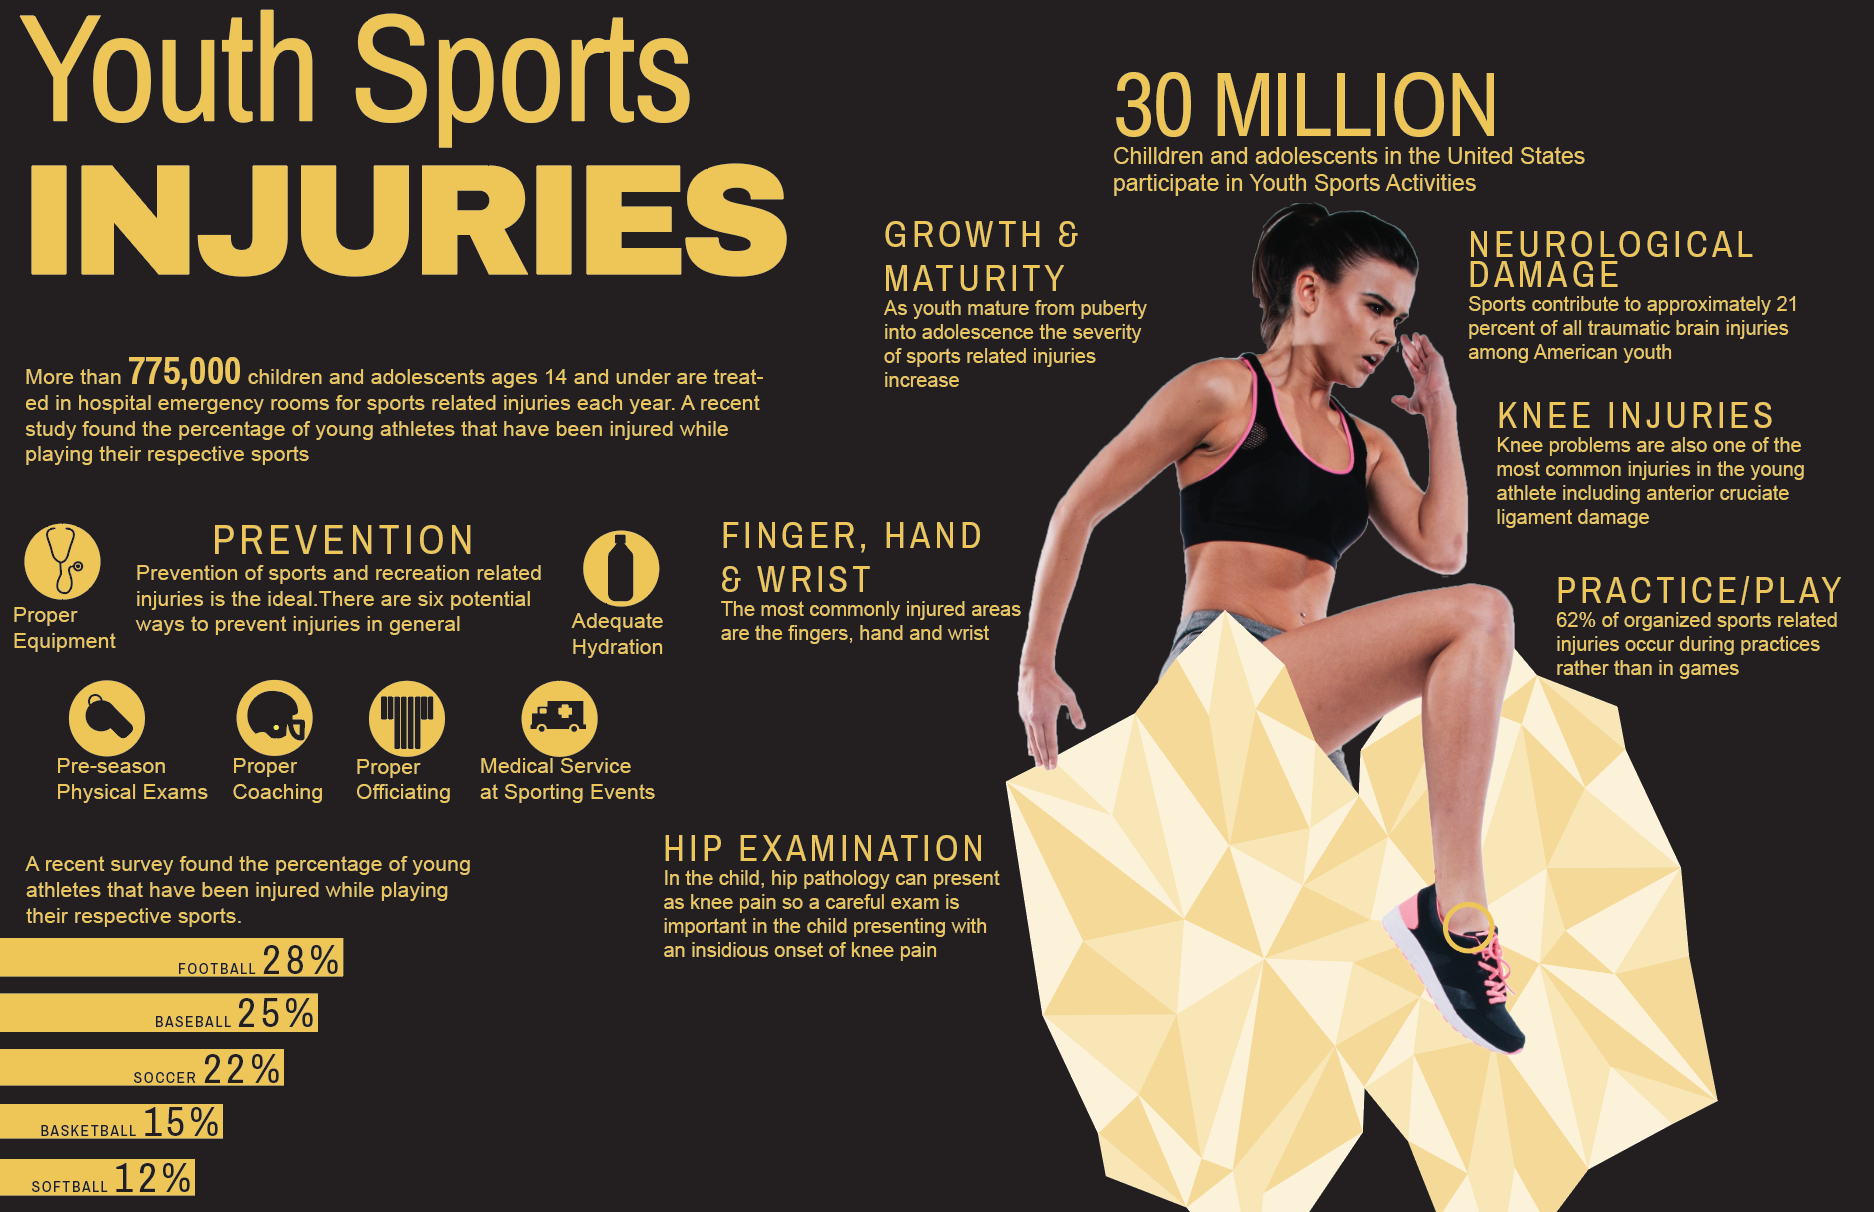 Youth Sports
INJURIES
More than 775,000 children and adolescents ages 14 and under are treat-
ed in hospital emergency rooms for sports related injuries each year. A recent
study found the percentage of young athletes that have been injured while
playing their respective sports
PREVENTION
Prevention of sports and recreation related
injuries is the ideal.There are six potential
ways to prevent injuries in general
Proper
Equipment
Adequate
Hydration
Pre-season
Physical Exams
Proper
Coaching
Proper
Officiating
Medical Service
at Sporting Events
A recent survey found the percentage of young
athletes that have been injured while playing
their respective sports.
FOOTBALL 28%
BASEBALL 25%
SOCCER 22%
BASKETBALL 15%
SOFTBALL 12%
30 MILLION
Chilldren and adolescents in the United States
participate in Youth Sports Activities
GROWTH &
MATURITY
As youth mature from puberty
into adolescence the severity
of sports related injuries
increase
NEUROLOGICAL
DAMAGE
Sports contribute to approximately 21
percent of all traumatic brain injuries
among American youth
KNEE INJURIES
Knee problems are also one of the
most common injuries in the young
athlete including anterior cruciate
ligament damage
FINGER, HAND
& WRIST
The most commonly injured areas
are the fingers, hand and wrist
PRACTICE/PLAY
62% of organized sports related
injuries occur during practices
rather than in games
HIP EXAMINATION
In the child, hip pathology can present
as knee pain so a careful exam is
important in the child presenting with
an insidious onset of knee pain